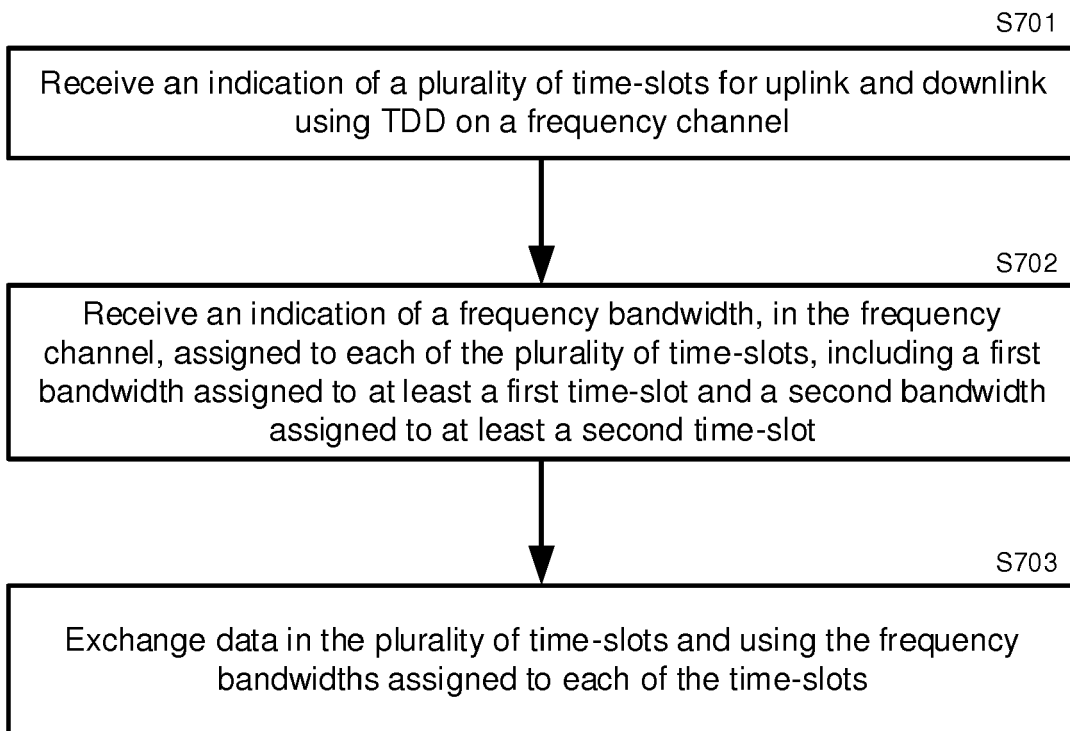 S701
Receive an indication of a plurality of time-slots for uplink and downlink
using TDD on a frequency channel
S702
Receive an indication of a frequency bandwidth, in the frequency
channel, assigned to each of the plurality of time-slots, including a first
bandwidth assigned to at least a first time-slot and a second bandwidth
assigned to at least a second time-slot
S703
Exchange data in the plurality of time-slots and using the frequency
bandwidths assigned to each of the time-slots